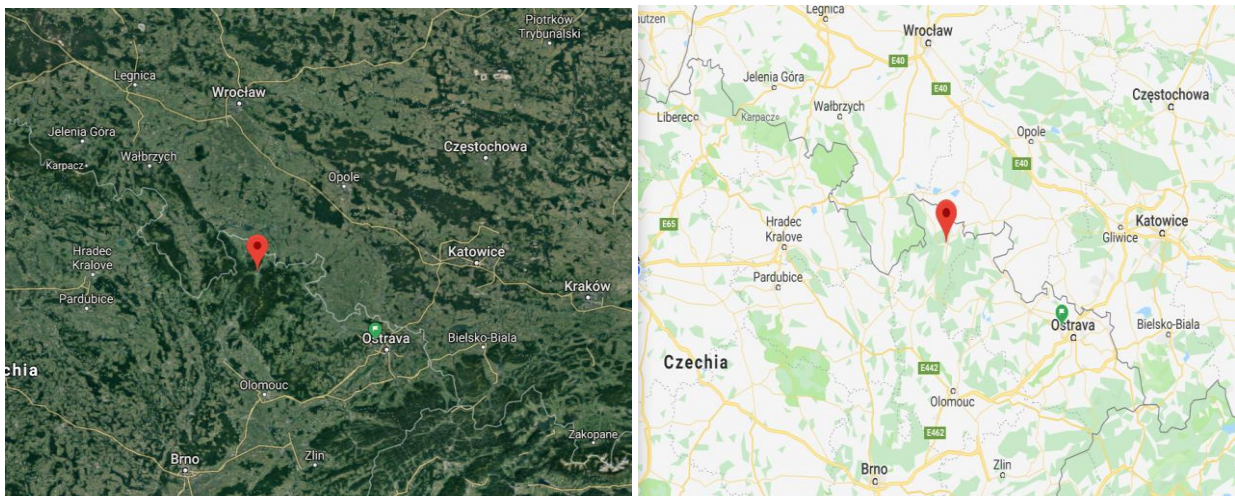 Piotrków
Trybunalski
Legnica
Wrocław
Jelenia Góra
Karpacz
Wałbrzych
Częstochowa
Opole
Hradec
Kralove
Pardubice
Katowice
Kraków
Ostrava
Bielsko-Biala
chia
Olomouc
Zakopane
Brno
Zlin
utzen
Legnica
Wrocław
E40
Jelenia Góra
E40
Liberec
Karpacz
Wałbrzych
Częstochowa
Opole
E40
E65
Hradec
Kralove
Katowice
Gliwice
Pardubice
Ostrava
Bielsko-Biala
Czechia
E442
Olomouc
E462
Brno
Zlin